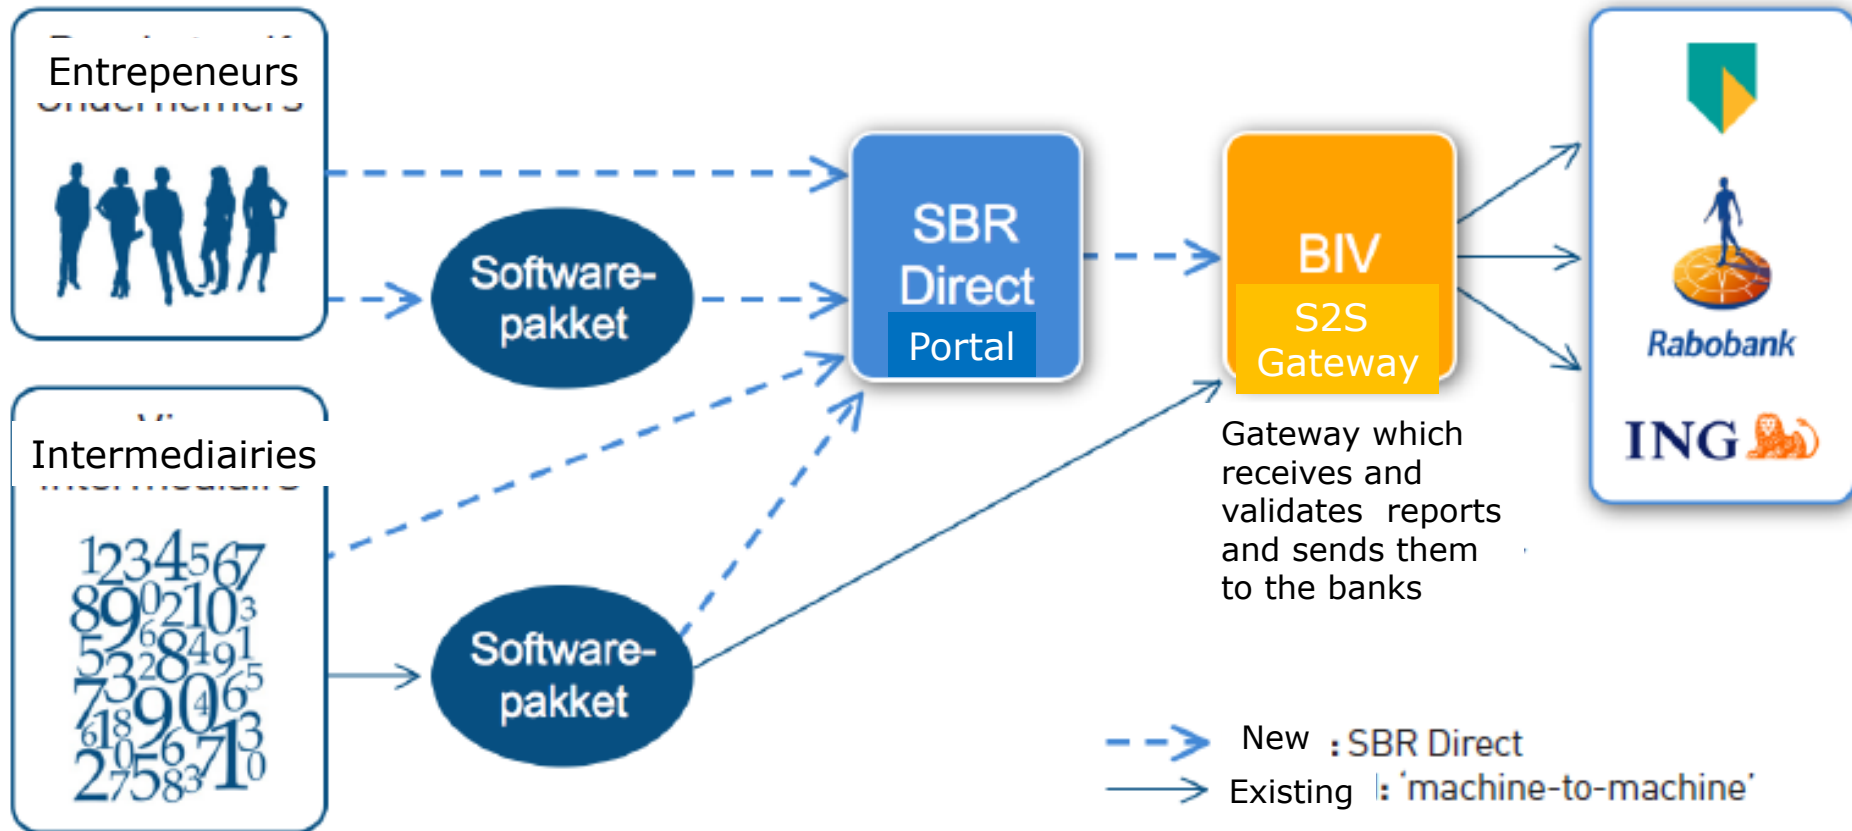 Entrepeneurs
Software-
pakket
SBR
Direct
Portal
BIV
S2S
Gateway
Rabobank
ING
Gateway which
receives and
validates reports
and sends them
to the banks
Intermediairies
1234567
Software-
pakket
New : SBR Direct
Existing : ‘machine-to-machine’